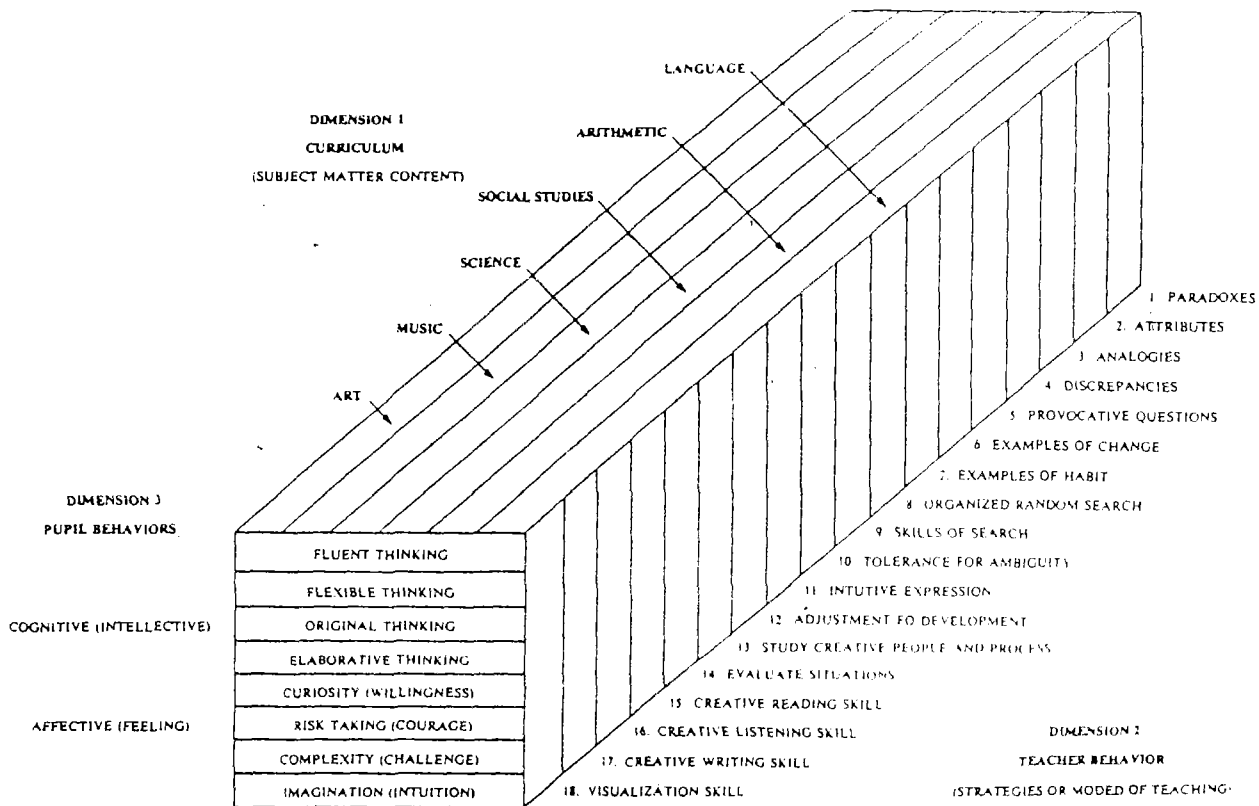 LANGUAGE
DIMENSION 1
CURRICULUM
(SUBJECT MATTER CONTENT)
ARITHMETIC
SOCIAL STUDIES
SCIENCE
MUSIC
ART
1 PARADOXES
2. ATTRIBUTES
3 ANALOGIES
4 DISCREPANCIES
5 PROVOCATIVE QUESTIONS
6 EXAMPLES OF CHANGE
7. EXAMPLES OF HABIT
8 ORGANIZED RANDOM SEARCH
9 SKILLS OF SEARCH
10 TOLERANCE FOR AMBIGUITY
11 INTUTIVE EXPRESSION
12 ADJUSTMENT FO DEVELOPMENT
13 STUDY CREATIVE PEOPLE AND PROCESS
14 EVALUATE SITUATIONS
15 CREATIVE READING SKILL
16. CREATIVE LISTENING SKILL
17. CREATIVE WRITING SKILL
18. VISUALIZATION SKILL
DIMENSION 3
PUPIL BEHAVIORS
COGNITIVE (INTELLECTIVE)
AFFECTIVE (FEELING)
FLUENT THINKING
FLEXIBLE THINKING
ORIGINAL THINKING
ELABORATIVE THINKING
CURIOSITY (WILLINGNESS)
RISK TAKING (COURAGE)
COMPLEXITY (CHALLENGE)
IMAGINATION (INTUITION)
DIMENSION 2
TEACHER BEHAVIOR
(STRATEGIES OR MODED OF TEACHING)